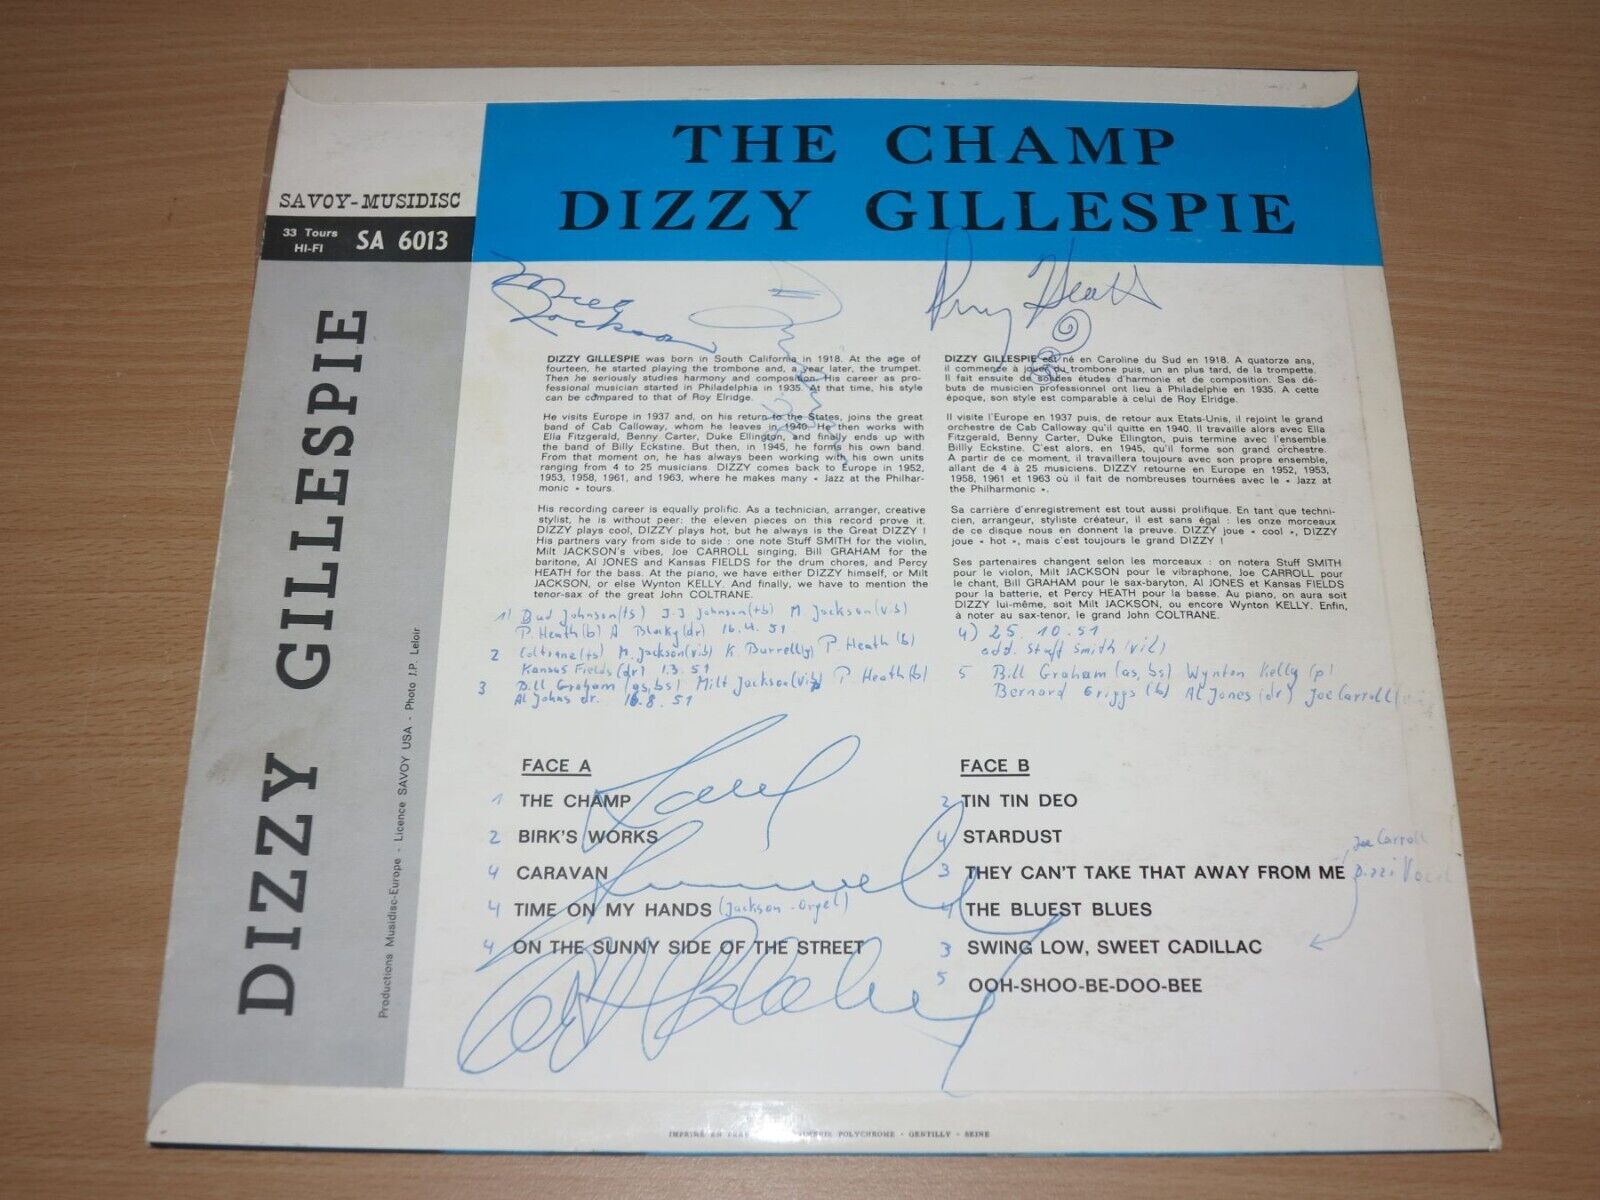 THE CHAMP
DIZZY GILLESPIE
SAVOY-MUSIDISC
33 Tours
HI-FI
SA 6013
DIZZY GILLESPIE
Productions Musidisc-Europe - Licence SAVOY USA - Photo J.P. Leloir
Milt
Jackson
Percy Heath
DIZZY GILLESPIE was born in South California in 1918. At the age of
fourteen, he started playing the trombone and, a year later, the trumpet.
Then he seriously studies harmony and composition. His career as pro-
fessional musician started in Philadelphia in 1935. At that time, his style
can be compared to that of Roy Elridge.
He visits Europe in 1937 and, on his return to the States, joins the great
band of Cab Calloway, whom he leaves in 1940. He then works with
Ella Fitzgerald, Benny Carter, Duke Ellington, and finally ends up with
the band of Billy Eckstine. But then, in 1945, he forms his own band.
From that moment on, he has always been working with his own units
ranging from 4 to 25 musicians. DIZZY comes back to Europe in 1952,
1953, 1958, 1961, and 1963, where he makes many « Jazz at the Philhar-
monic » tours.
His recording career is equally prolific. As a technician, arranger, creative
stylist, he is without peer: the eleven pieces on this record prove it.
DIZZY plays cool, DIZZY plays hot, but he always is the Great DIZZY !
His partners vary from side to side : one note Stuff SMITH for the violin,
Milt JACKSON's vibes, Joe CARROLL singing, Bill GRAHAM for the
baritone, Al JONES and Kansas FIELDS for the drum chores, and Percy
HEATH for the bass. At the piano, we have either DIZZY himself, or Milt
JACKSON, or else Wynton KELLY. And finally, we have to mention the
tenor-sax of the great John COLTRANE.
DIZZY GILLESPIE est né en Caroline du Sud en 1918. A quatorze ans,
il commence à jouer du trombone puis, un an plus tard, de la trompette.
Il fait ensuite de solides études d'harmonie et de composition. Ses dé-
buts de musicien professionnel ont lieu à Philadelphie en 1935. A cette
époque, son style est comparable à celui de Roy Elridge.
Il visite l'Europe en 1937 puis, de retour aux Etats-Unis, il rejoint le grand
orchestre de Cab Calloway qu'il quitte en 1940. Il travaille alors avec Ella
Fitzgerald, Benny Carter, Duke Ellington, puis termine avec l'ensemble
Billly Eckstine. C'est alors, en 1945, qu'il forme son grand orchestre.
A partir de ce moment, il travaillera toujours avec son propre ensemble,
allant de 4 à 25 musiciens. DIZZY retourne en Europe en 1952, 1953,
1958, 1961 et 1963 où il fait de nombreuses tournées avec le « Jazz at
the Philharmonic ».
Sa carrière d'enregistrement est tout aussi prolifique. En tant que techni-
cien, arrangeur, styliste créateur, il est sans égal : les onze morceaux
de ce disque nous en donnent la preuve. DIZZY joue « cool », DIZZY
joue « hot », mais c'est toujours le grand DIZZY !
Ses partenaires changent selon les morceaux : on notera Stuff SMITH
pour le violon, Milt JACKSON pour le vibraphone, Joe CARROLL pour
le chant, Bill GRAHAM pour le sax-baryton, Al JONES et Kansas FIELDS
pour la batterie, et Percy HEATH pour la basse. Au piano, on aura soit
DIZZY lui-même, soit Milt JACKSON, ou encore Wynton KELLY. Enfin,
à noter au sax-tenor, le grand John COLTRANE.
1) Bud Johnson (ts) J.J. Johnson (tb) M. Jackson (vib)
P. Heath (b) A. Blakey (dr) 16.4.51
2 Coltrane (ts) M. Jackson (vib) K. Burrell (g) P. Heath (b)
Kansas Fields (dr) 1.3.51
3 Bill Graham (as, bs) Milt Jackson (vib) P Heath (b)
Al Johns dr. 16.8.51
4) 25. 10. 51
add. Stuff Smith (vil)
5 Bill Graham (as, bs) Wynton Kelly (p)
Bernard Griggs (b) Al Jones (dr) Joe Carroll
FACE A
1 THE CHAMP
2 BIRK'S WORKS
4 CARAVAN
4 TIME ON MY HANDS (Jackson - Orgel)
4 ON THE SUNNY SIDE OF THE STREET
FACE B
2 TIN TIN DEO
4 STARDUST
3 THEY CAN'T TAKE THAT AWAY FROM ME
4 THE BLUEST BLUES
3 SWING LOW, SWEET CADILLAC
5 OOH-SHOO-BE-DOO-BEE
Joe Carroll
Art Blakey
POLYCHROME - GENTILLY - SEINE